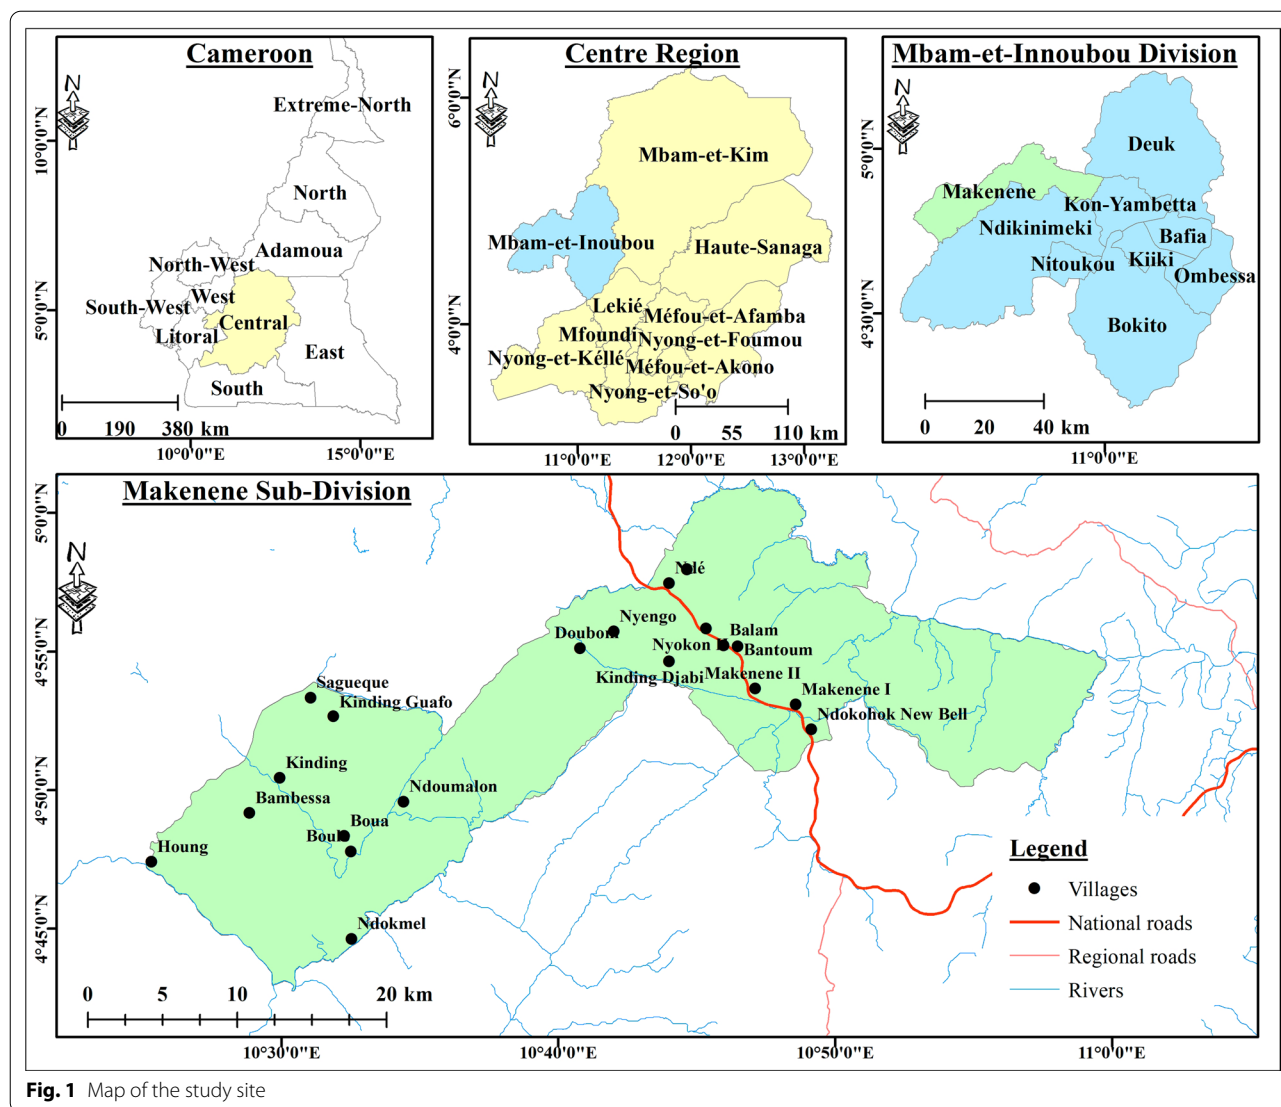 Cameroon
N
Extreme-North
North
Adamoua
North-West
West
South-West
Central
Litoral
East
South
0 190 380 km
10°0'0"N
5°0'0"N
10°0'0"E 15°0'0"E
Centre Region
N
Mbam-et-Kim
Mbam-et-Inoubou
Haute-Sanaga
Lekié
Méfou-et-Afamba
Mfoundi
Nyong-et-Foumou
Nyong-et-Kéllé
Méfou-et-Akono
Nyong-et-So'o
0 55 110 km
6°0'0"N
4°0'0"N
11°0'0"E 12°0'0"E 13°0'0"E
Mbam-et-Innoubou Division
N
Deuk
Makenene
Kon-Yambetta
Ndikinimeki
Bafia
Kiiki
Nitoukou
Ombessa
Bokito
0 20 40 km
5°0'0"N
4°30'0"N
11°0'0"E
Makenene Sub-Division
N
Ndé
Nyengo
Doubom
Balam
Nyokon
Bantoum
Kinding Djabi
Makenene II
Makenene I
Ndokohok New Bell
Sagueque
Kinding Guafo
Kinding
Ndoumalon
Bambessa
Boua
Houng
Ndokmel
0 5 10 20 km
5°0'0"N
4°55'0"N
4°50'0"N
4°45'0"N
10°30'0"E 10°40'0"E 10°50'0"E 11°0'0"E
Legend
Villages
National roads
Regional roads
Rivers
Fig. 1 Map of the study site